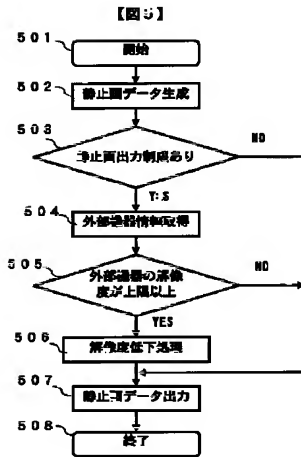 【図5】
501
開始
502
静止画データ生成
503
静止画出力制限あり
NO
YES
504
外部機器情報取得
505
外部機器の解像
度が上限以上
NO
YES
506
解像度低下処理
507
静止画データ出力
508
終了